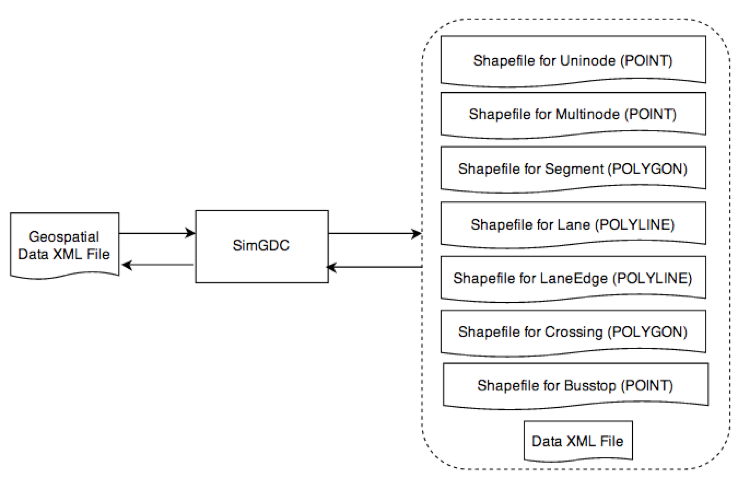 Geospatial
Data XML File
SimGDC
Shapefile for Uninode (POINT)
Shapefile for Multinode (POINT)
Shapefile for Segment (POLYGON)
Shapefile for Lane (POLYLINE)
Shapefile for LaneEdge (POLYLINE)
Shapefile for Crossing (POLYGON)
Shapefile for Busstop (POINT)
Data XML File